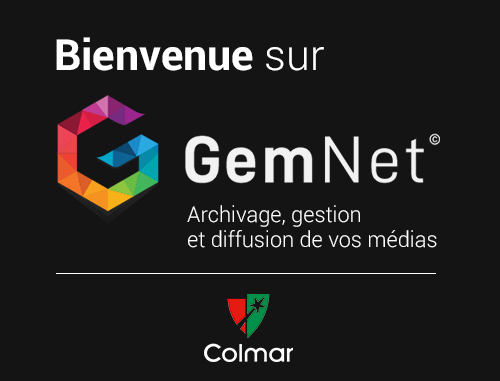 Bienvenue sur
GemNet©
Archivage, gestion
et diffusion de vos médias
Colmar